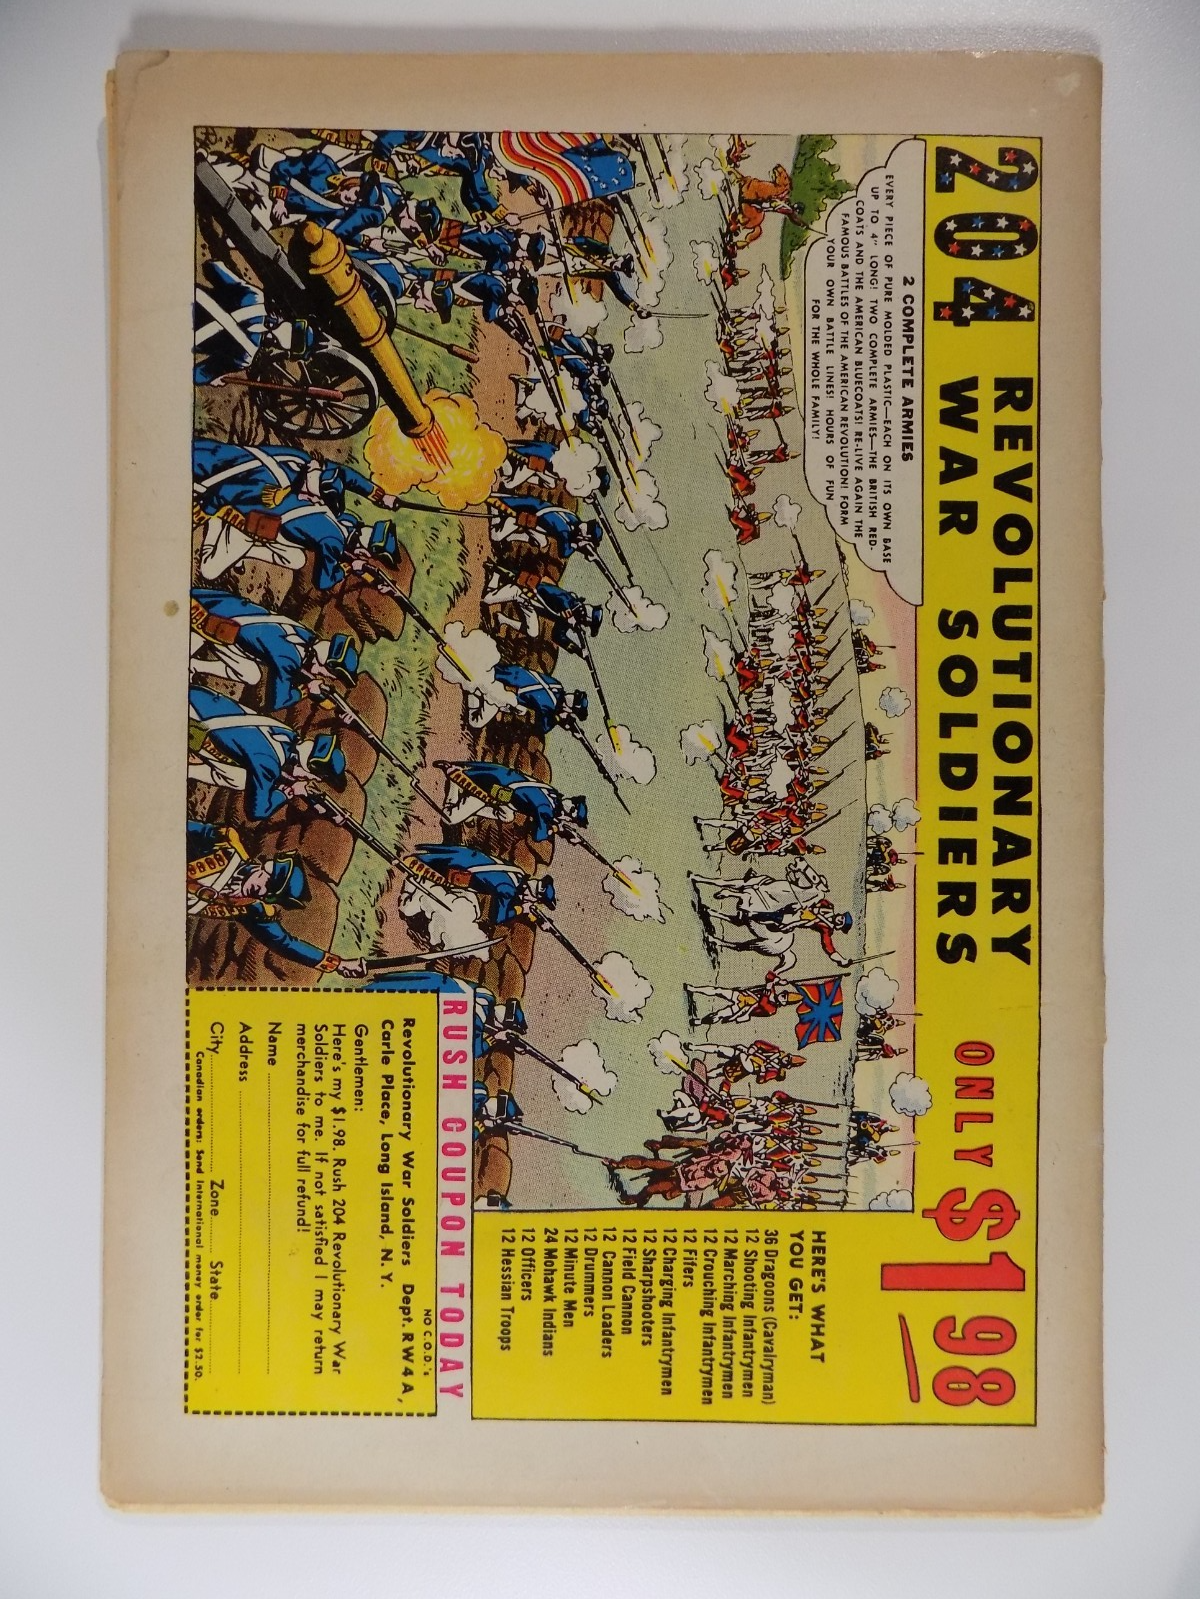 204 REVOLUTIONARY
WAR SOLDIERS
ONLY $1.98
2 COMPLETE ARMIES
EVERY PIECE OF PURE MOLDED PLASTIC—EACH ON ITS OWN BASE
UP TO 4" LONG! TWO COMPLETE ARMIES—THE BRITISH RED-
COATS AND THE AMERICAN BLUECOATS! RE-LIVE AGAIN THE
FAMOUS BATTLES OF THE AMERICAN REVOLUTION! FORM
YOUR OWN BATTLE LINES! HOURS OF FUN
FOR THE WHOLE FAMILY!
HERE'S WHAT
YOU GET:
36 Dragoons (Cavalryman)
12 Shooting Infantrymen
12 Marching Infantrymen
12 Crouching Infantrymen
12 Fifers
12 Charging Infantrymen
12 Sharpshooters
12 Field Cannon
12 Cannon Loaders
12 Drummers
12 Minute Men
24 Mohawk Indians
12 Officers
12 Hessian Troops
RUSH COUPON TODAY
NO C.O.D.'s
Revolutionary War Soldiers Dept. RW4A,
Carle Place, Long Island, N. Y.
Gentlemen:
Here's my $1.98. Rush 204 Revolutionary War
Soldiers to me. If not satisfied I may return
merchandise for full refund!
Name
Address
City Zone State
Canadian orders: Send International money order for $2.50.